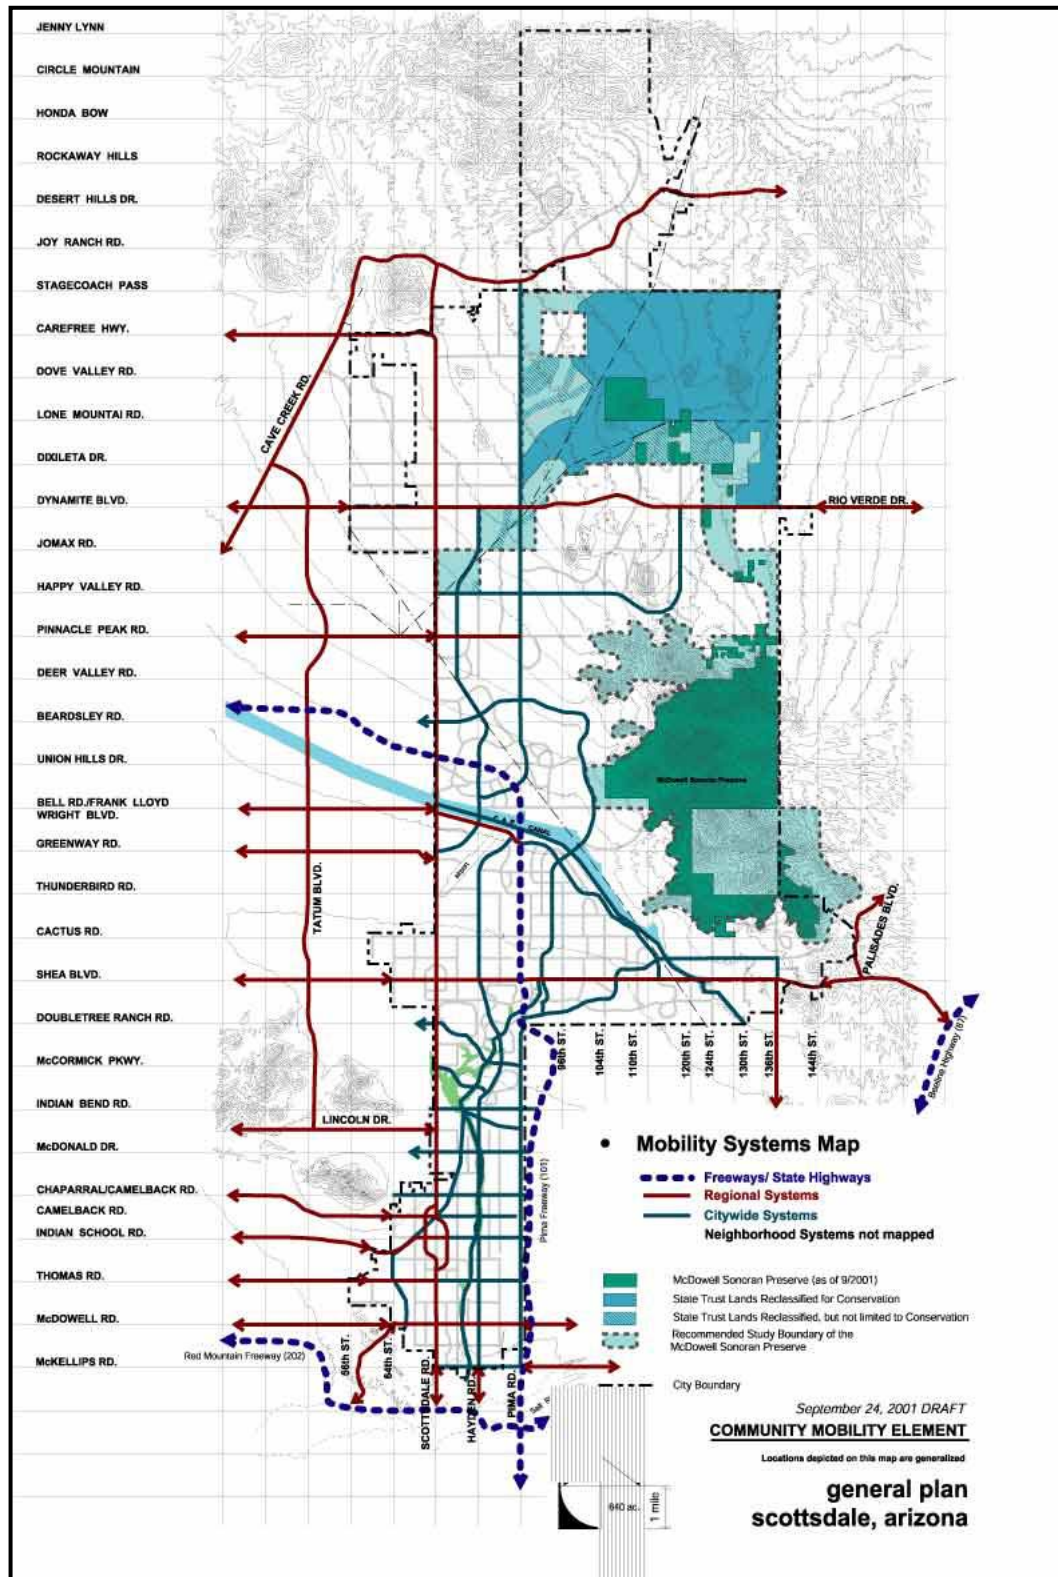 JENNY LYNN
CIRCLE MOUNTAIN
HONDA BOW
ROCKAWAY HILLS
DESERT HILLS DR.
JOY RANCH RD.
STAGECOACH PASS
CAREFREE HWY.
DOVE VALLEY RD.
LONE MOUNTAI RD.
DIXILETA DR.
DYNAMITE BLVD.
JOMAX RD.
HAPPY VALLEY RD.
PINNACLE PEAK RD.
DEER VALLEY RD.
BEARDSLEY RD.
UNION HILLS DR.
BELL RD./FRANK LLOYD
WRIGHT BLVD.
GREENWAY RD.
THUNDERBIRD RD.
CACTUS RD.
SHEA BLVD.
DOUBLETREE RANCH RD.
McCORMICK PKWY.
INDIAN BEND RD.
McDONALD DR.
CHAPARRAL/CAMELBACK RD.
CAMELBACK RD.
INDIAN SCHOOL RD.
THOMAS RD.
McDOWELL RD.
McKELLIPS RD.
CAVE CREEK RD.
RIO VERDE DR.
McDowell Sonoran Preserve
C.A.P. CANAL
TATUM BLVD.
PALISADES BLVD.
LINCOLN DR.
96th ST.
104th ST.
110th ST.
120th ST.
124th ST.
130th ST.
136th ST.
144th ST.
Beeline Highway (87)
Pima Freeway (101)
Red Mountain Freeway (202)
56th ST.
64th ST.
SCOTTSDALE RD.
HAYDEN RD.
PIMA RD.
Salt
• Mobility Systems Map
Freeways/ State Highways
Regional Systems
Citywide Systems
Neighborhood Systems not mapped
McDowell Sonoran Preserve (as of 9/2001)
State Trust Lands Reclassified for Conservation
State Trust Lands Reclassified, but not limited to Conservation
Recommended Study Boundary of the
McDowell Sonoran Preserve
City Boundary
September 24, 2001 DRAFT
COMMUNITY MOBILITY ELEMENT
Locations depicted on this map are generalized
general plan
scottsdale, arizona
640 ac.
1 mile